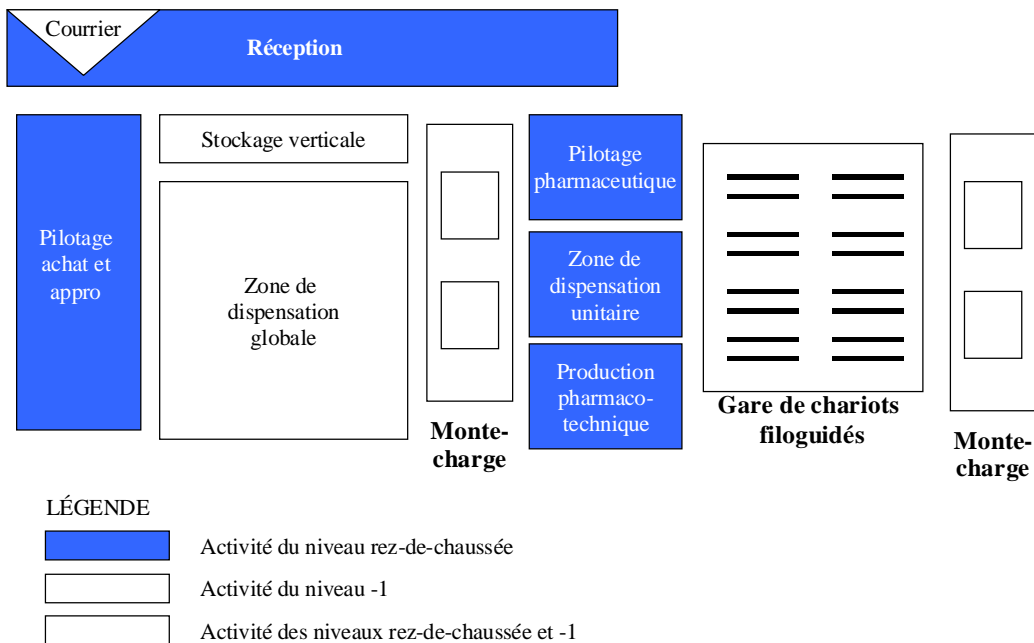 Courrier
Réception
Pilotage
achat et
appro
Stockage verticale
Zone de
dispensation
globale
Monte-
charge
Pilotage
pharmaceutique
Zone de
dispensation
unitaire
Production
pharmaco-
technique
Gare de chariots
filoguidés
Monte-
charge
LÉGENDE
Activité du niveau rez-de-chaussée
Activité du niveau -1
Activité des niveaux rez-de-chaussée et -1